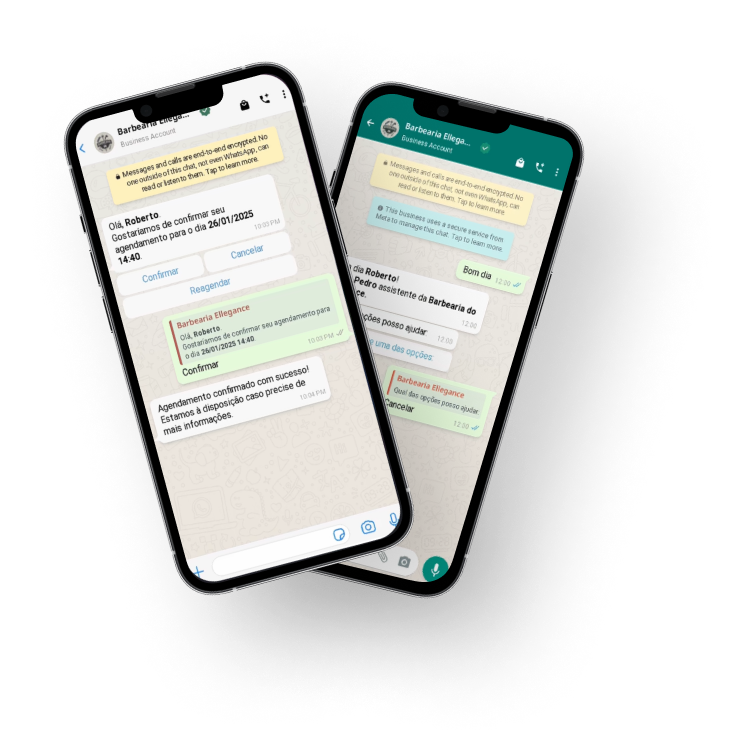 Barbearia Ellega...
Business Account
Messages and calls are end-to-end encrypted. No
one outside of this chat, not even WhatsApp, can
read or listen to them. Tap to learn more.
Olá, Roberto.
Gostaríamos de confirmar seu
agendamento para o dia 26/01/2025
14:40.
10:03 PM
Confirmar
Cancelar
Reagendar
Barbearia Ellegance
Olá, Roberto
Gostaríamos de confirmar seu agendamento para
o dia 26/01/2025 14:40.
Confirmar
10:03 PM
Agendamento confirmado com sucesso!
Estamos à disposição caso precise de
mais informações.
10:04 PM
Barbearia Ellega...
Business Account
Messages and calls are end-to-end encrypted. No
one outside of this chat, not even WhatsApp, can
read or listen to them. Tap to learn more.
This business uses a secure service from
Meta to manage this chat. Tap to learn more.
Bom dia
12:00
dia Roberto!
Pedro assistente da Barbearia do
ce.
12:00
ções posso ajudar
12:00
uma das opções
Barbearia Ellegance
Qual das opções posso ajudar.
Cancelar
12:00